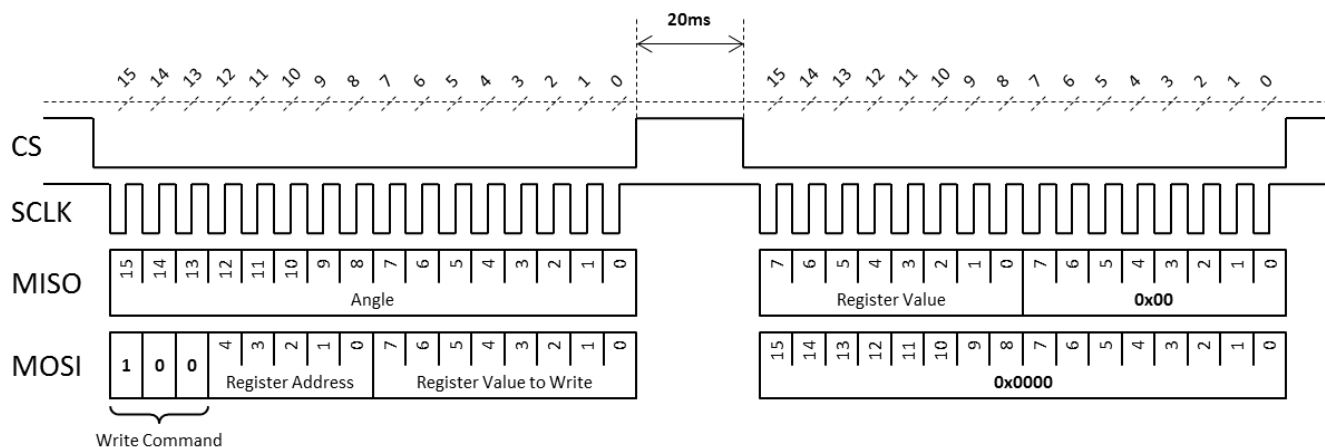 20ms
15 14 13 12 11 10 9 8 7 6 5 4 3 2 1 0 15 14 13 12 11 10 9 8 7 6 5 4 3 2 1 0
CS
SCLK
MISO 15 14 13 12 11 10 9 8 7 6 5 4 3 2 1 0 7 6 5 4 3 2 1 0 7 6 5 4 3 2 1 0
Angle Register Value 0x00
MOSI 1 0 0 4 3 2 1 0 7 6 5 4 3 2 1 0 15 14 13 12 11 10 9 8 7 6 5 4 3 2 1 0
Register Address Register Value to Write 0x0000
Write Command